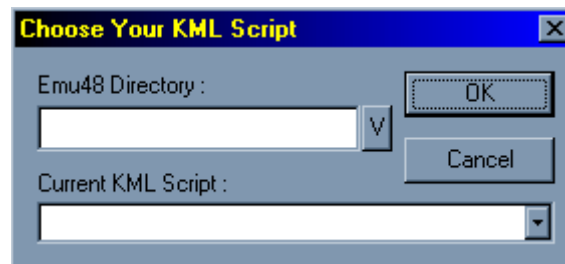 Choose Your KML Script
Emu48 Directory :
OK
V
Cancel
Current KML Script :